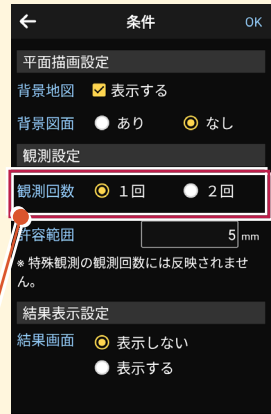 ← 条件 OK
平面描画設定
背景地図 表示する
背景図面 あり なし
観測設定
観測回数 1回 2回
許容範囲 5 mm
* 特殊観測の観測回数には反映されませ
ん。
結果表示設定
結果画面 表示しない
表示する